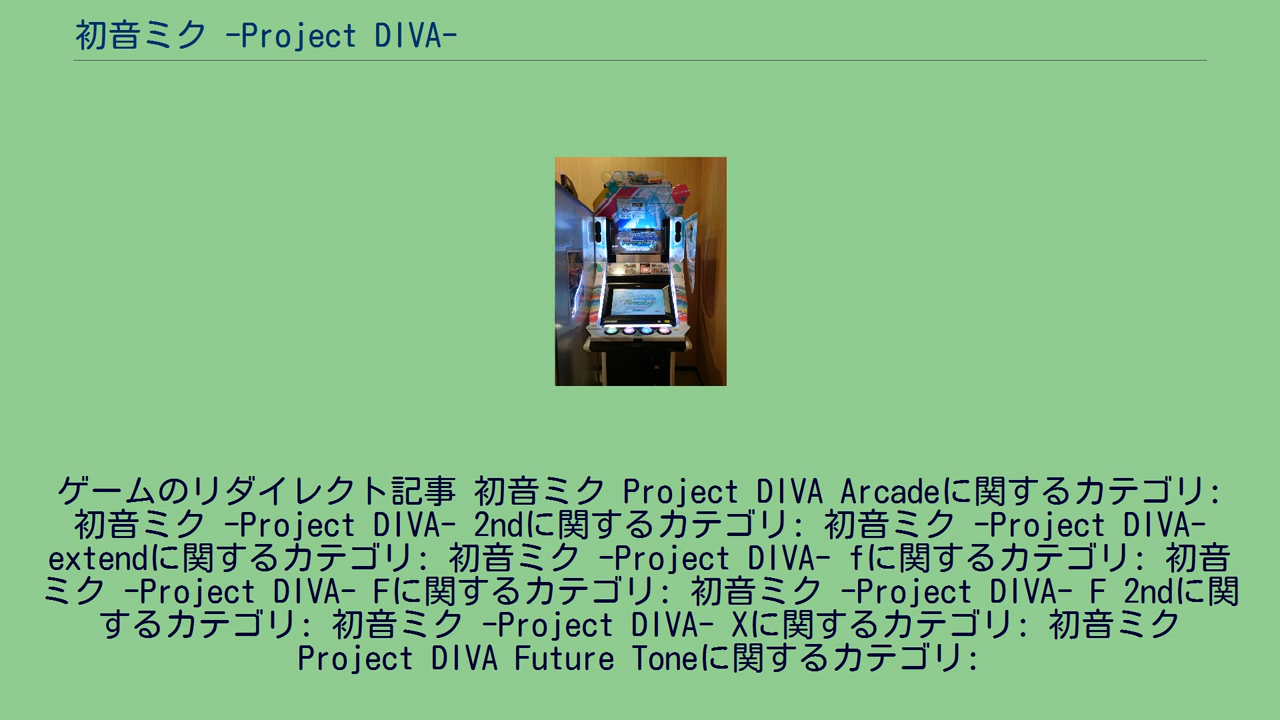 初音ミク -Project DIVA-
ゲームのリダイレクト記事 初音ミク Project DIVA Arcadeに関するカテゴリ:
初音ミク -Project DIVA- 2ndに関するカテゴリ: 初音ミク -Project DIVA-
extendに関するカテゴリ: 初音ミク -Project DIVA- fに関するカテゴリ: 初音
ミク -Project DIVA- Fに関するカテゴリ: 初音ミク -Project DIVA- F 2ndに関
するカテゴリ: 初音ミク -Project DIVA- Xに関するカテゴリ: 初音ミク
Project DIVA Future Toneに関するカテゴリ: